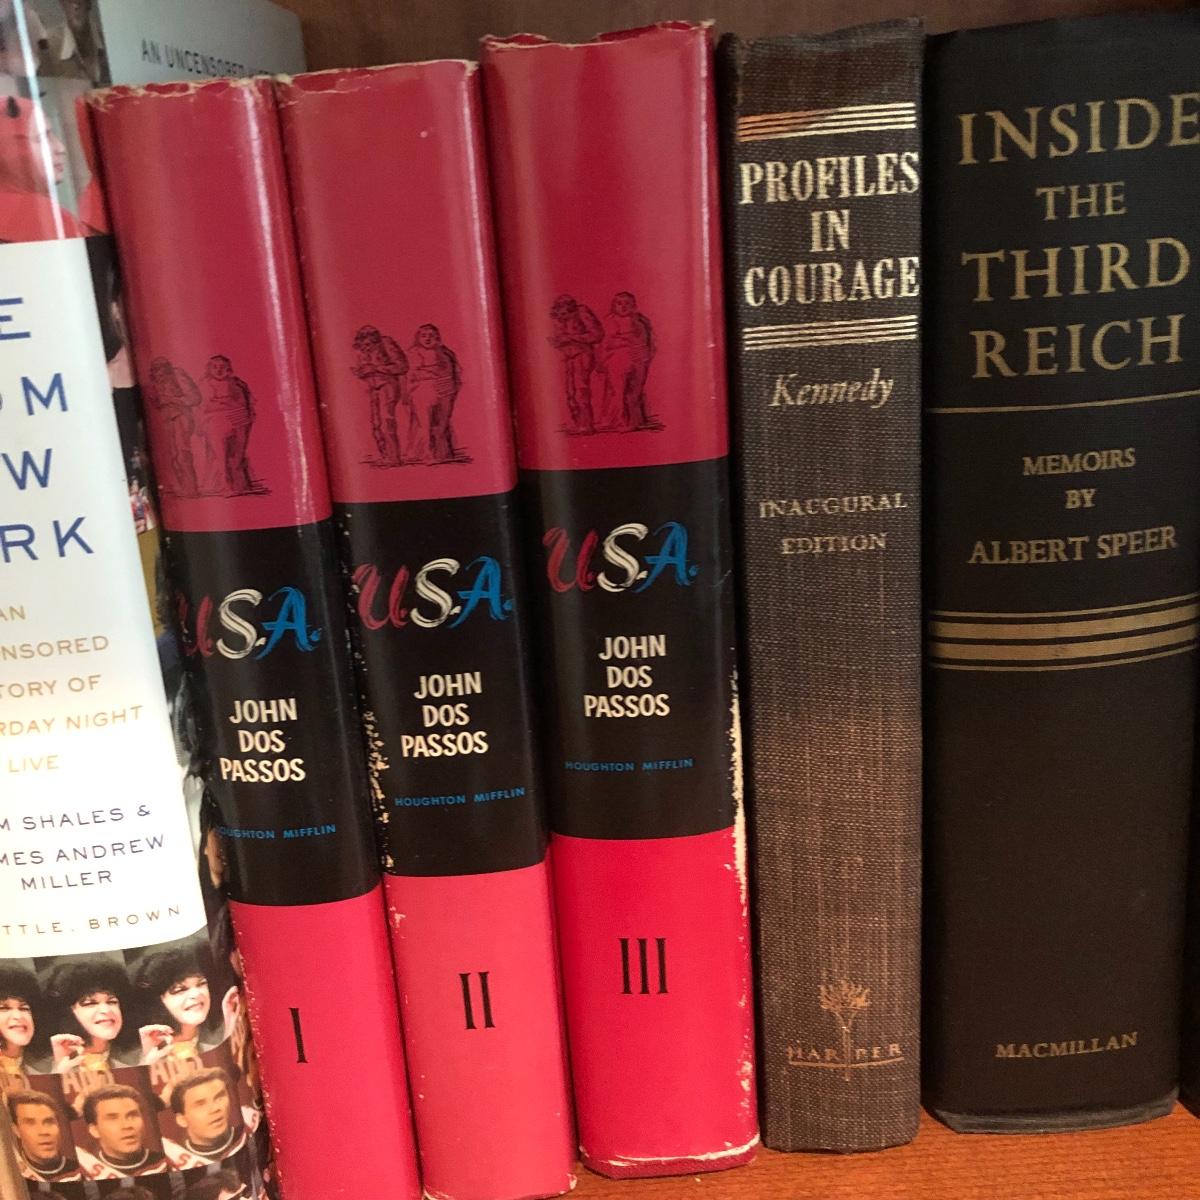 AN UNCENSORED
E
OM
W
RK
AN
NSORED
TORY OF
RDAY NIGHT
LIVE
M SHALES &
MES ANDREW
MILLER
TTLE, BROWN
U.S.A.
JOHN
DOS
PASSOS
HOUGHTON MIFFLIN
I
U.S.A.
JOHN
DOS
PASSOS
HOUGHTON MIFFLIN
II
U.S.A.
JOHN
DOS
PASSOS
HOUGHTON MIFFLIN
III
PROFILES
IN
COURAGE
Kennedy
INAUGURAL
EDITION
HARPER
INSIDE
THE
THIRD
REICH
MEMOIRS
BY
ALBERT SPEER
MACMILLAN